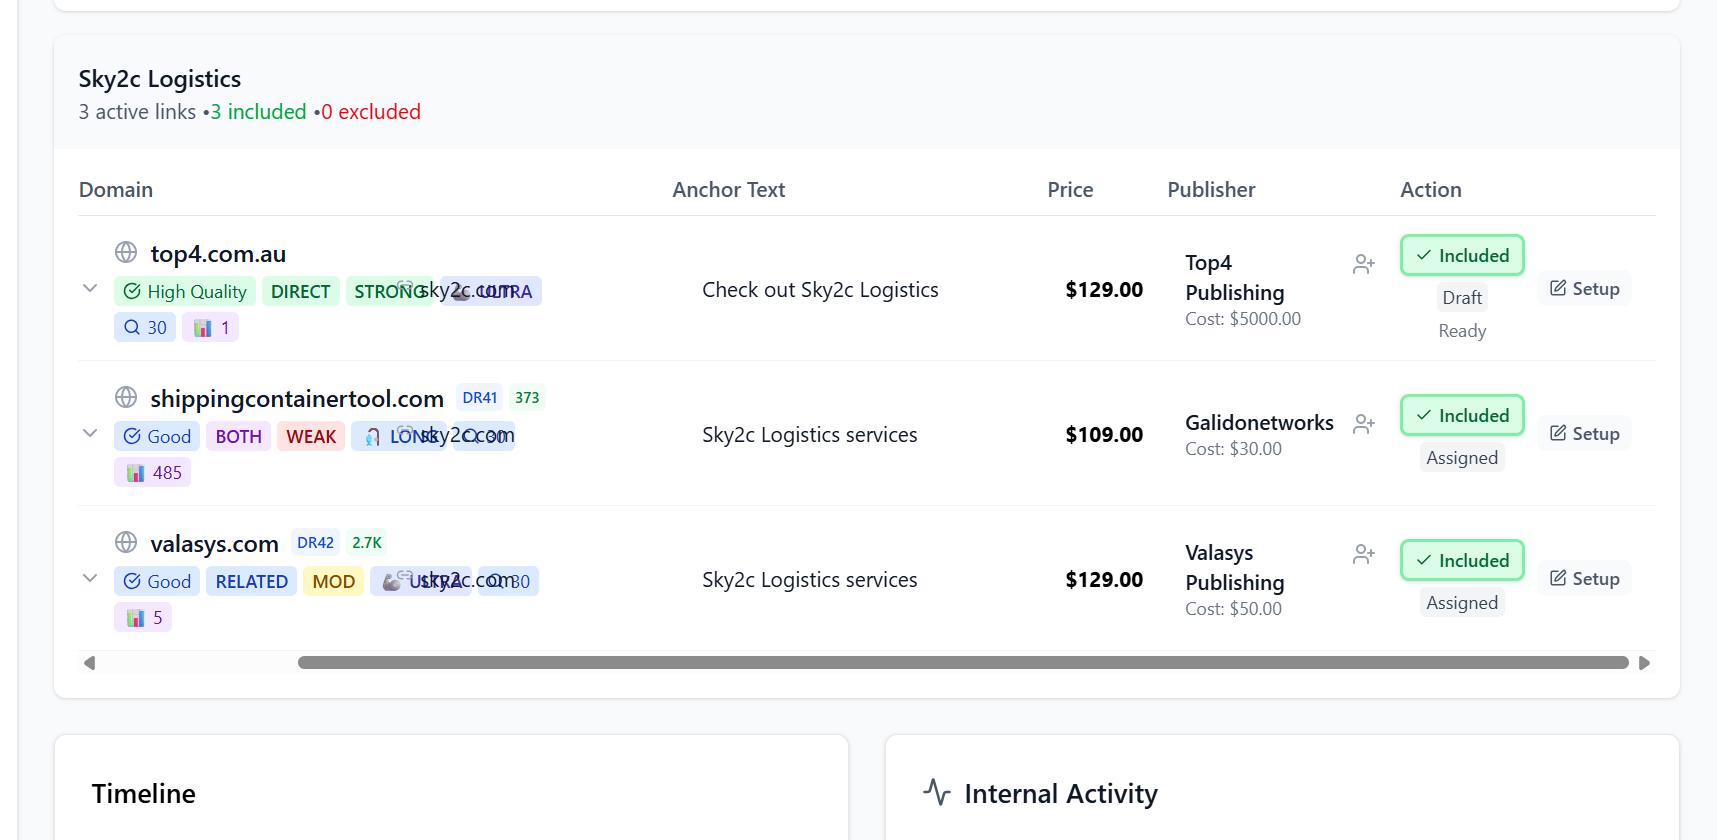 Sky2c Logistics
3 active links •3 included •0 excluded
Domain Anchor Text Price Publisher Action
top4.com.au
High Quality DIRECT STRONG ULTRA
sky2c.com
30 1
Check out Sky2c Logistics
$129.00
Top4
Publishing
Cost: $5000.00
Included
Draft
Ready
Setup
shippingcontainertool.com DR41 373
Good BOTH WEAK LONG 30
sky2c.com
485
Sky2c Logistics services
$109.00
Galidonetworks
Cost: $30.00
Included
Assigned
Setup
valasys.com DR42 2.7K
Good RELATED MOD ULTRA 30
sky2c.com
5
Sky2c Logistics services
$129.00
Valasys
Publishing
Cost: $50.00
Included
Assigned
Setup
Timeline
Internal Activity